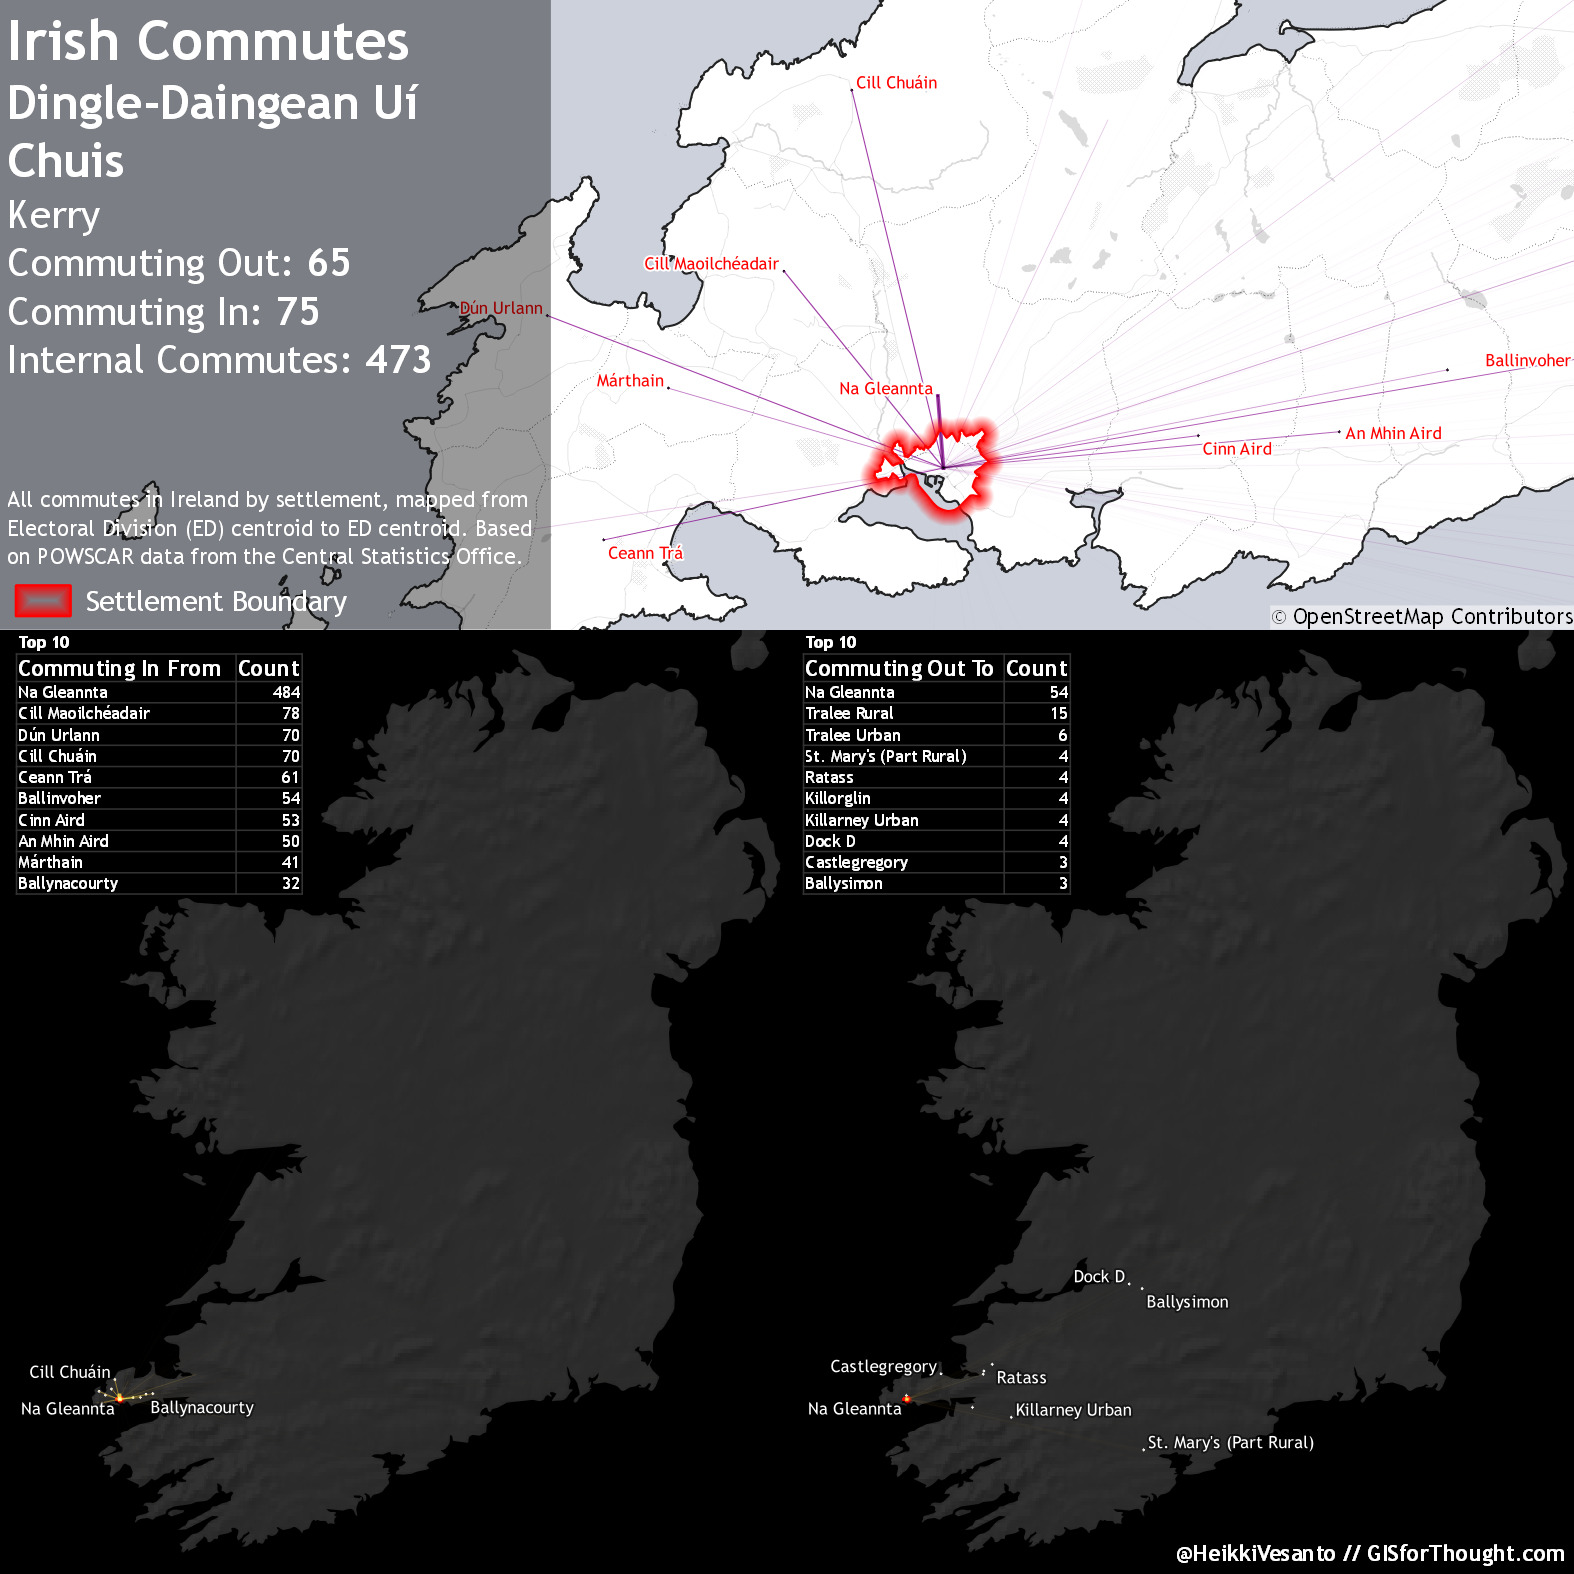 Irish Commutes
Dingle-Daingean Uí
Chuis
Kerry
Commuting Out: 65
Commuting In: 75
Internal Commutes: 473
All commutes in Ireland by settlement, mapped from
Electoral Division (ED) centroid to ED centroid. Based
on POWSCAR data from the Central Statistics Office.
Settlement Boundary
Cill Chuáin
Cill Maoilchéadair
Dún Urlann
Márthain
Na Gleannta
Ballinvoher
An Mhin Aird
Cinn Aird
Ceann Trá
© OpenStreetMap Contributors
Top 10
Commuting In From Count
Na Gleannta 484
Cill Maoilchéadair 78
Dún Urlann 70
Cill Chuáin 70
Ceann Trá 61
Ballinvoher 54
Cinn Aird 53
An Mhin Aird 50
Márthain 41
Ballynacourty 32
Cill Chuáin
Na Gleannta
Ballynacourty
Top 10
Commuting Out To Count
Na Gleannta 54
Tralee Rural 15
Tralee Urban 6
St. Mary's (Part Rural) 4
Ratass 4
Killorglin 4
Killarney Urban 4
Dock D 4
Castlegregory 3
Ballysimon 3
Dock D
Ballysimon
Castlegregory
Ratass
Na Gleannta
Killarney Urban
St. Mary's (Part Rural)
@HeikkiVesanto // GISforThought.com